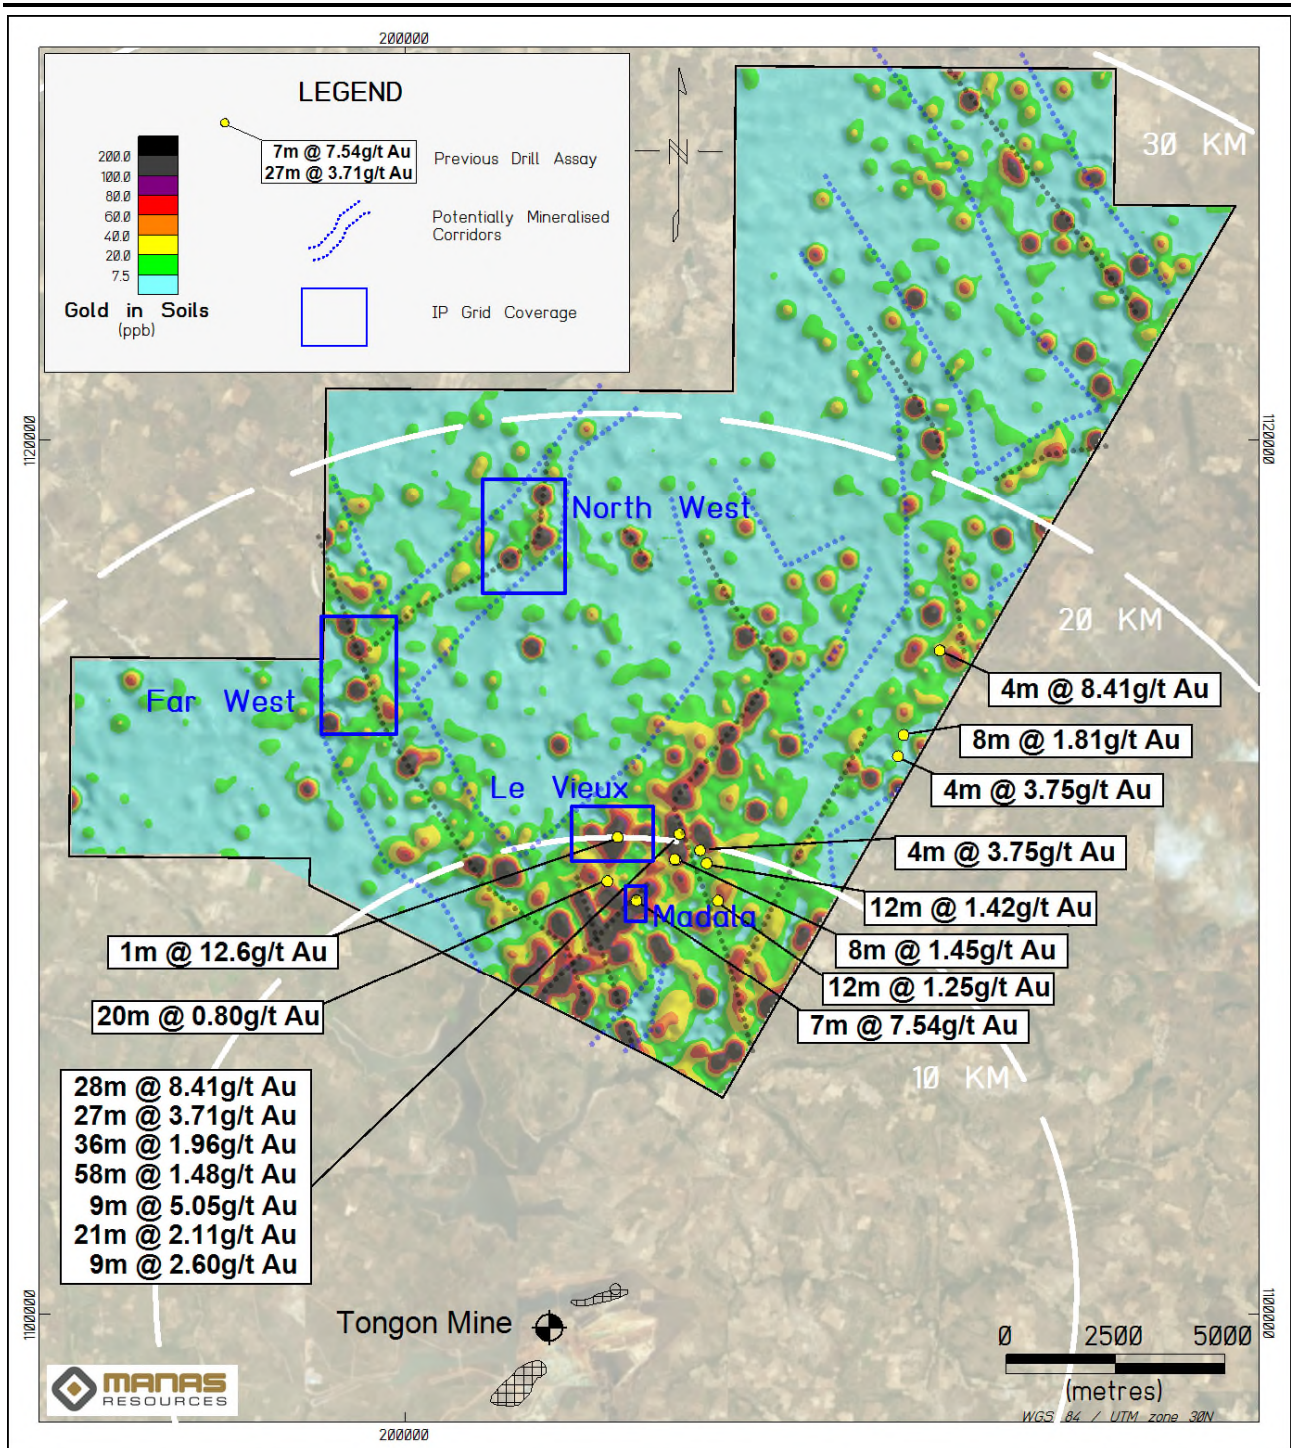 200000
LEGEND
200.0
100.0
80.0
60.0
40.0
20.0
7.5
Gold in Soils
(ppb)
7m @ 7.54g/t Au
27m @ 3.71g/t Au
Previous Drill Assay
Potentially Mineralised
Corridors
IP Grid Coverage
N
30 KM
1120000
1120000
North West
20 KM
Far West
4m @ 8.41g/t Au
8m @ 1.81g/t Au
4m @ 3.75g/t Au
Le Vieux
4m @ 3.75g/t Au
12m @ 1.42g/t Au
Madala
8m @ 1.45g/t Au
1m @ 12.6g/t Au
12m @ 1.25g/t Au
20m @ 0.80g/t Au
7m @ 7.54g/t Au
10 KM
28m @ 8.41g/t Au
27m @ 3.71g/t Au
36m @ 1.96g/t Au
58m @ 1.48g/t Au
9m @ 5.05g/t Au
21m @ 2.11g/t Au
9m @ 2.60g/t Au
1100000
1100000
Tongon Mine
0 2500 5000
(metres)
WGS 84 / UTM zone 30N
MANAS
RESOURCES
200000